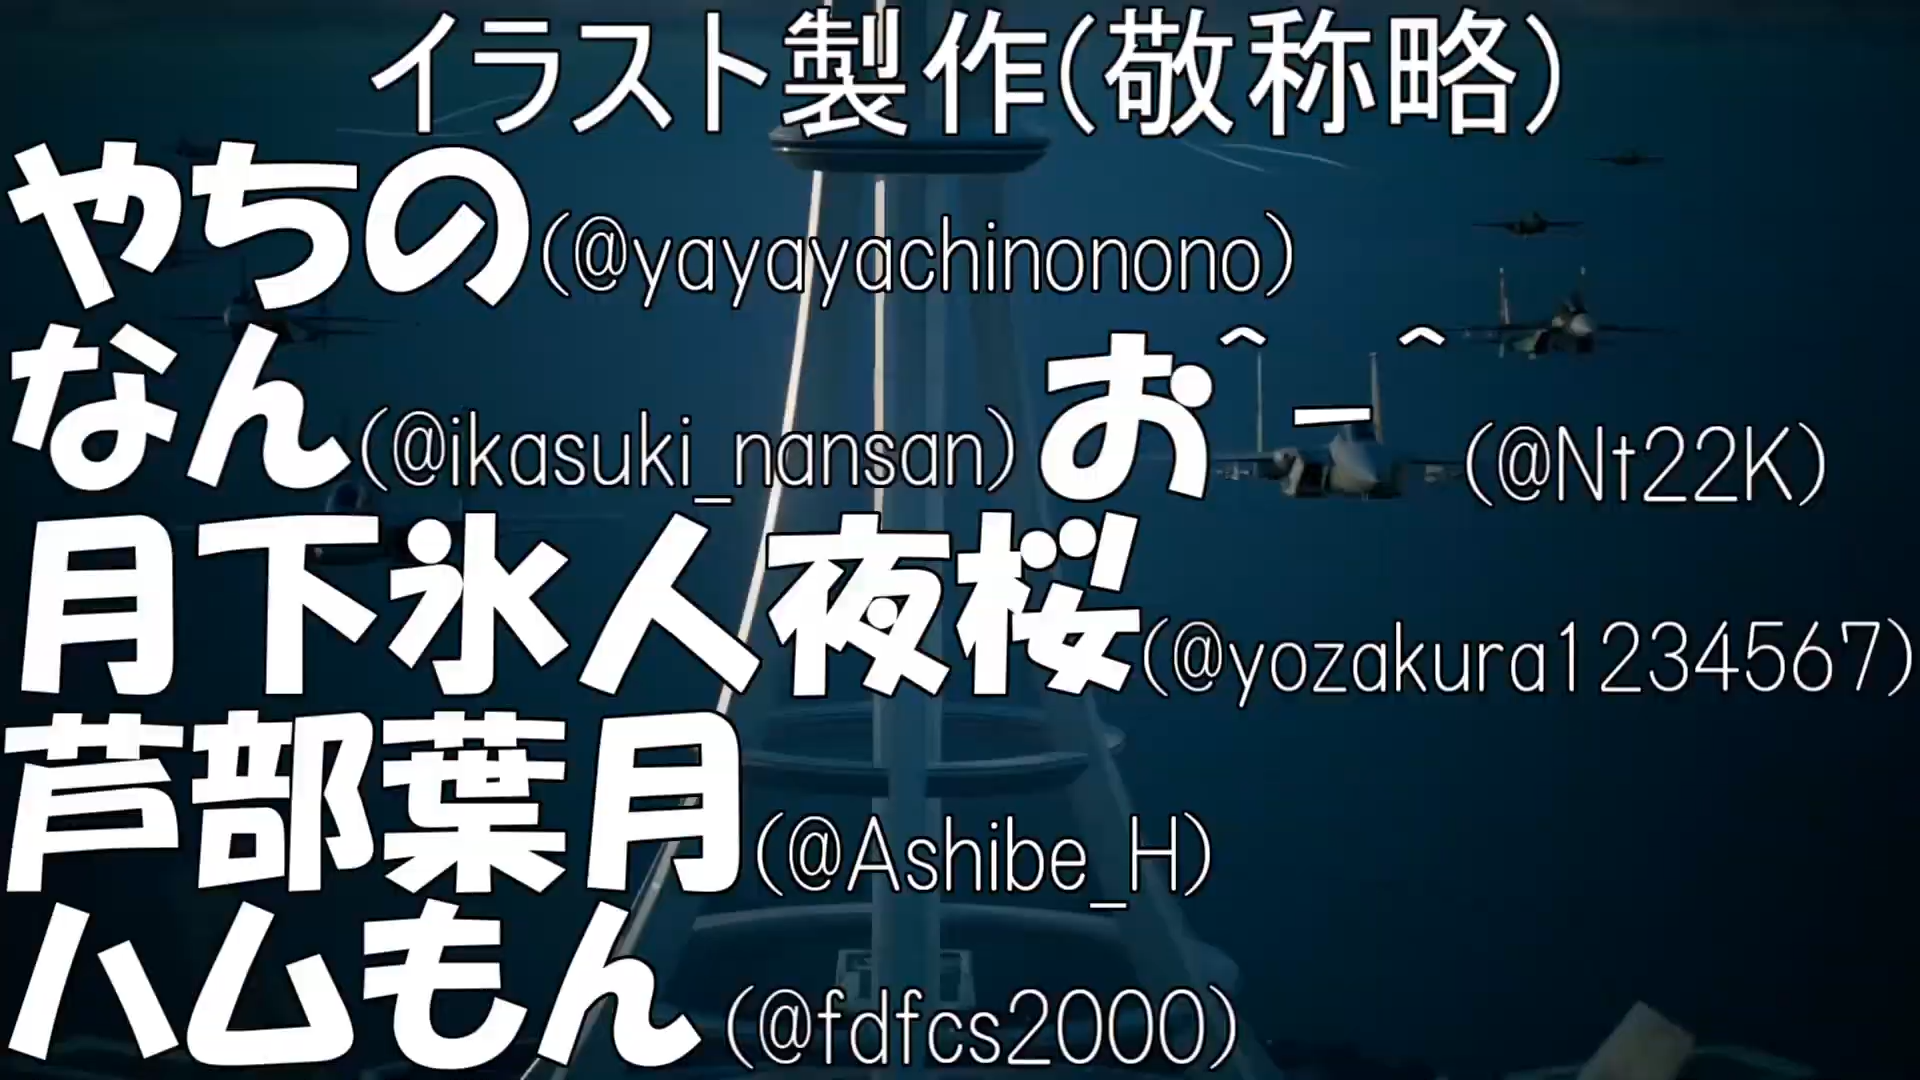 イラスト製作(敬称略)
やちの(@yayayachinonono)
なん(@ikasuki_nansan) お^-^(@Nt22K)
月下氷人夜桜(@yozakura1234567)
芦部葉月(@Ashibe_H)
ハムもん(@fdfcs2000)